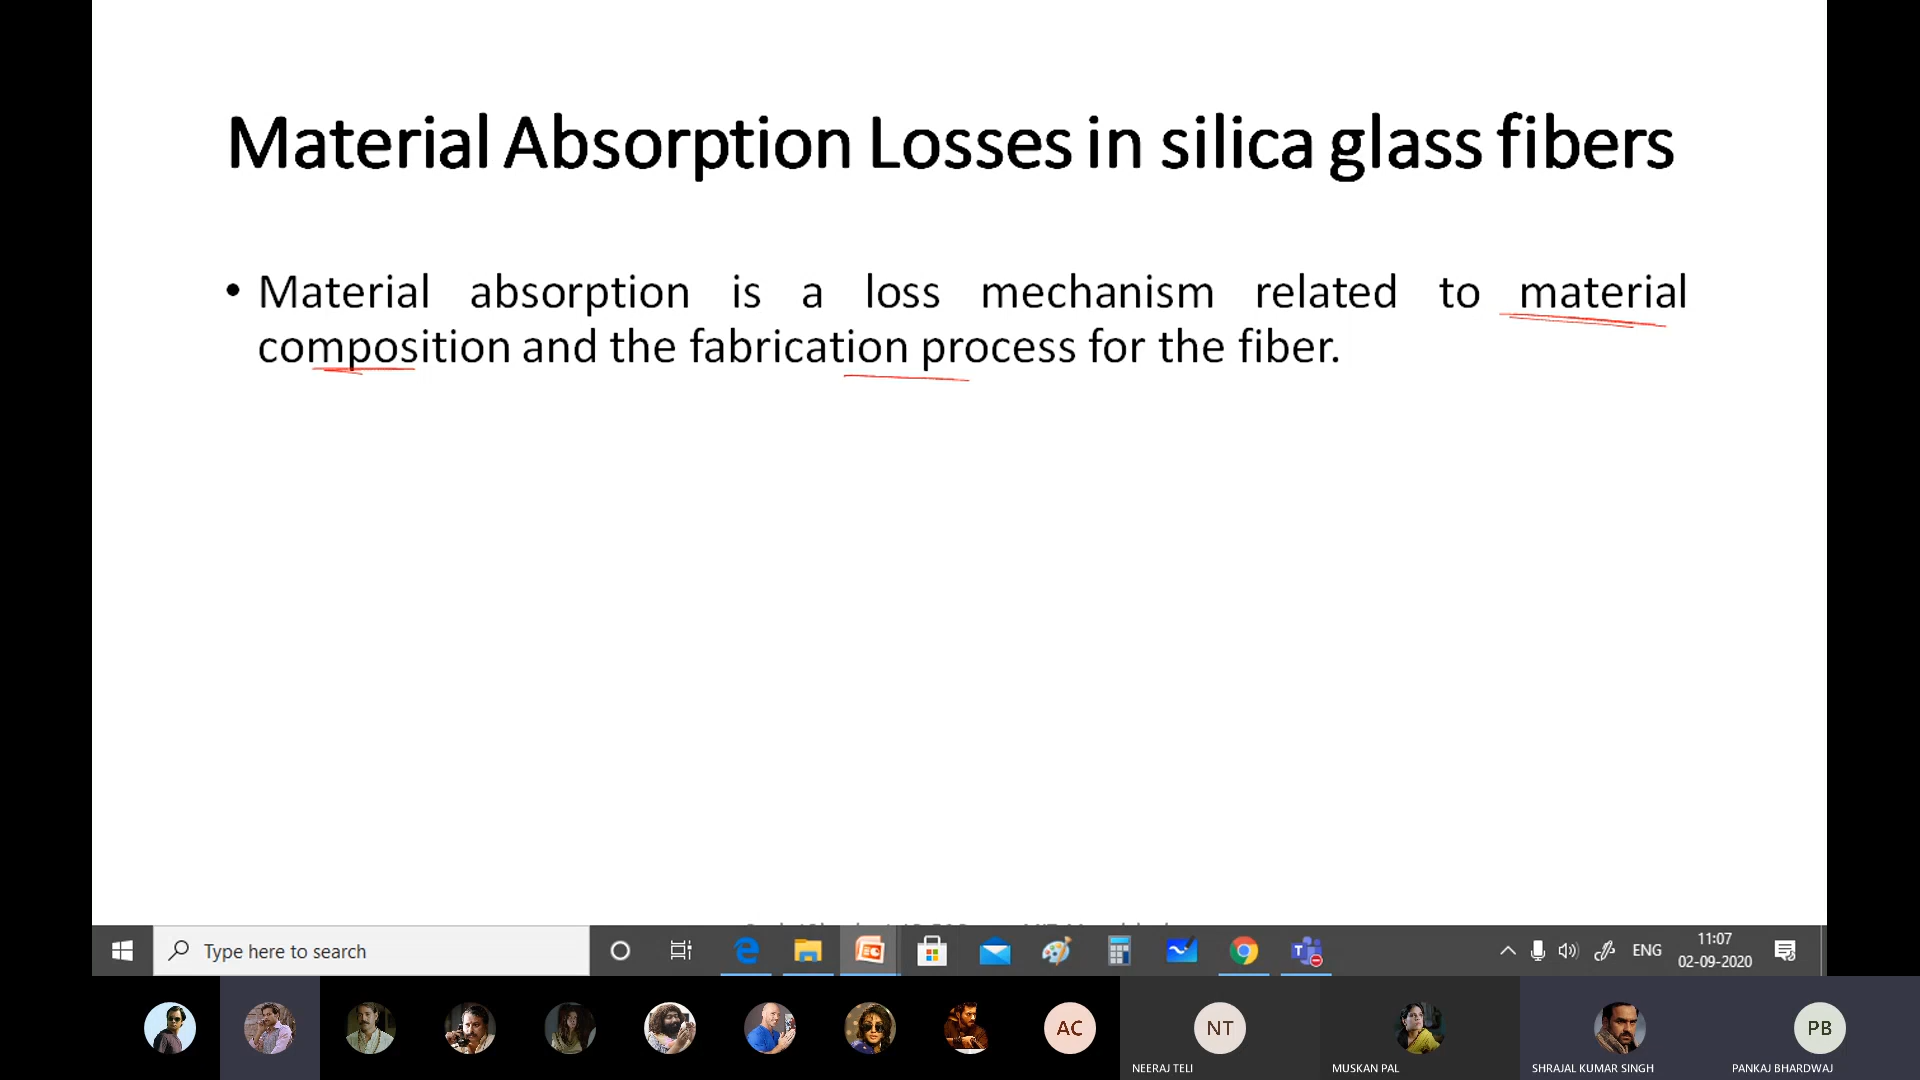 Material Absorption Losses in silica glass fibers
• Material absorption is a loss mechanism related to material
composition and the fabrication process for the fiber.
Type here to search
ENG
11:07
02-09-2020
AC
NT
PB
NEERAJ TELI
MUSKAN PAL
SHRAJAL KUMAR SINGH
PANKAJ BHARDWAJ